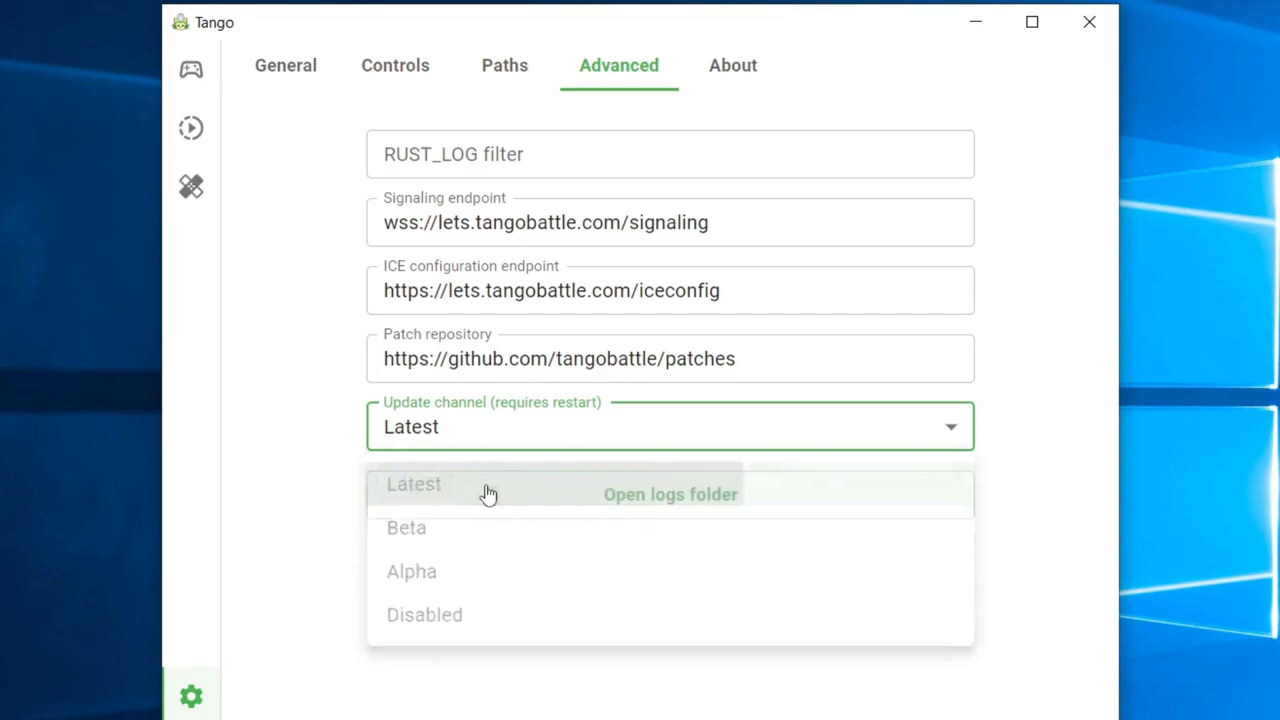 Tango
General Controls Paths Advanced About
RUST_LOG filter
Signaling endpoint
wss://lets.tangobattle.com/signaling
ICE configuration endpoint
https://lets.tangobattle.com/iceconfig
Patch repository
https://github.com/tangobattle/patches
Update channel (requires restart)
Latest
Latest
Open logs folder
Beta
Alpha
Disabled